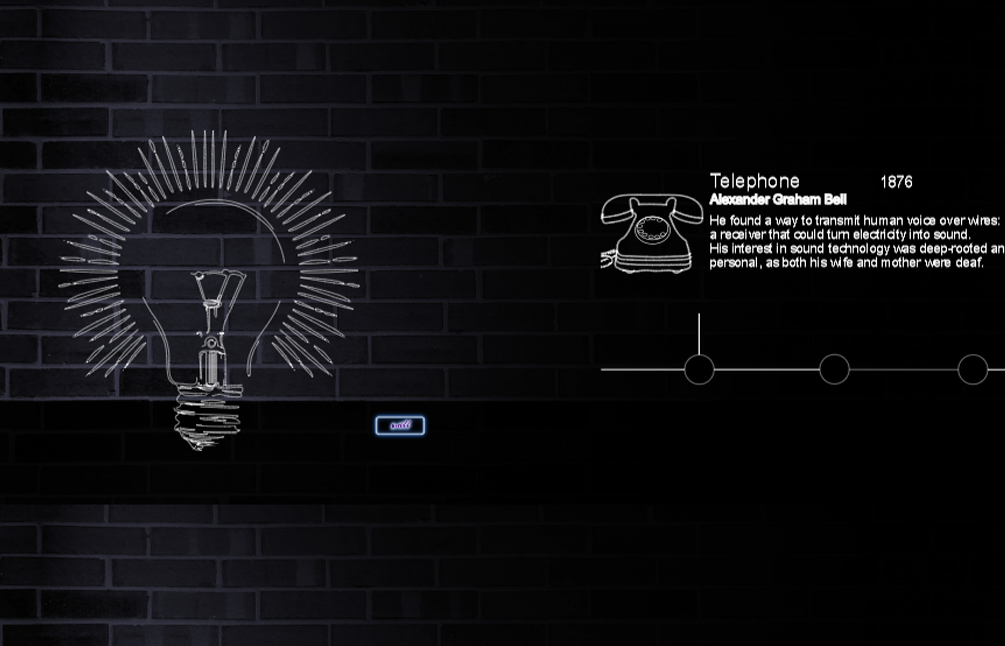 Telephone 1876
Alexander Graham Bell
He found a way to transmit human voice over wires:
a receiver that could turn electricity into sound.
His interest in sound technology was deep-rooted an
personal, as both his wife and mother were deaf.